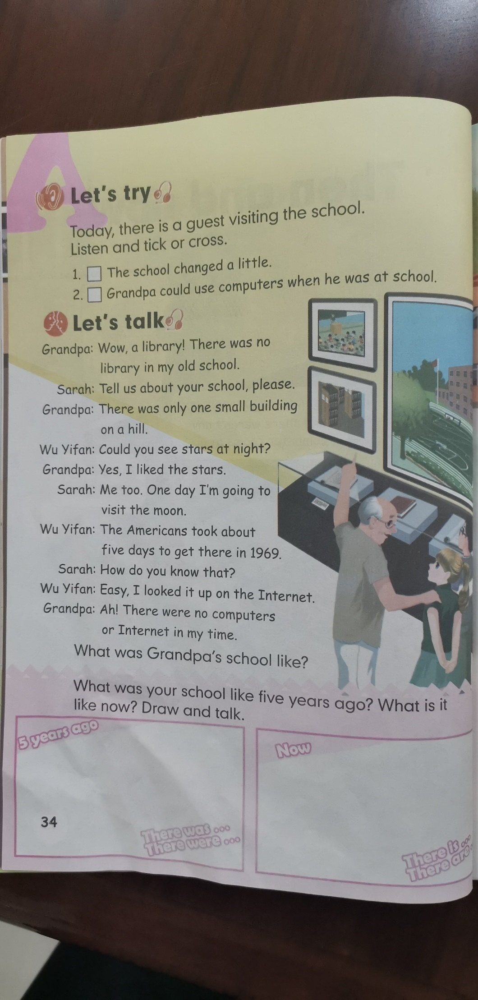 A
Let's try
Today, there is a guest visiting the school.
Listen and tick or cross.
1. The school changed a little.
2. Grandpa could use computers when he was at school.
Let's talk
Grandpa: Wow, a library! There was no
library in my old school.
Sarah: Tell us about your school, please.
Grandpa: There was only one small building
on a hill.
Wu Yifan: Could you see stars at night?
Grandpa: Yes, I liked the stars.
Sarah: Me too. One day I'm going to
visit the moon.
Wu Yifan: The Americans took about
five days to get there in 1969.
Sarah: How do you know that?
Wu Yifan: Easy, I looked it up on the Internet.
Grandpa: Ah! There were no computers
or Internet in my time.
What was Grandpa's school like?
What was your school like five years ago? What is it
like now? Draw and talk.
5 years ago
There was ...
There were ...
Now
There is ...
There are
34